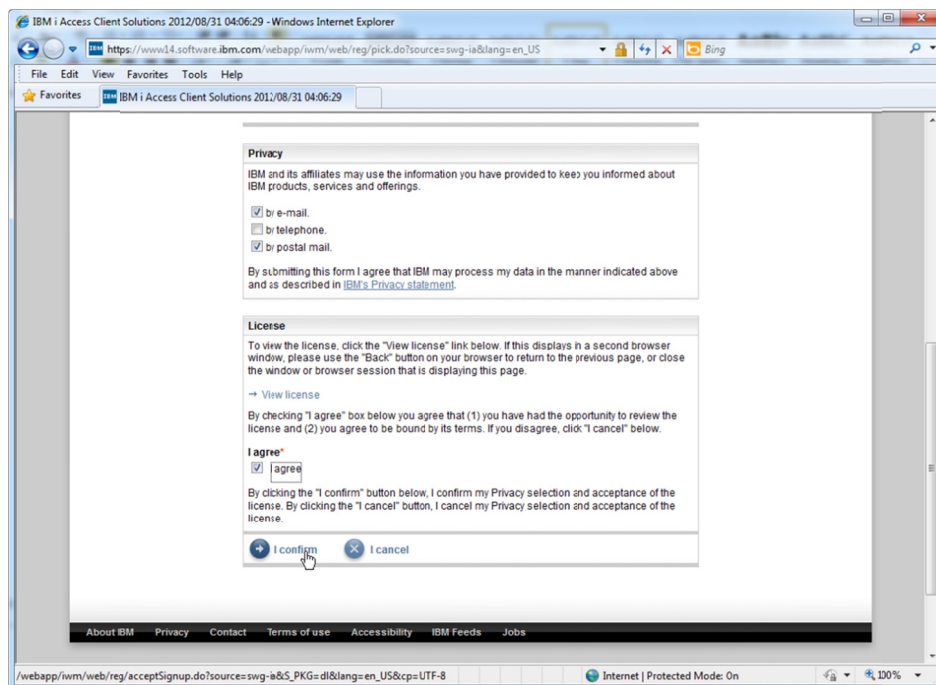 IBM i Access Client Solutions 2012/08/31 04:06:29 - Windows Internet Explorer
https://www14.software.ibm.com/webapp/iwm/web/reg/pick.do?source=swg-ia&lang=en_US
Bing
File Edit View Favorites Tools Help
Favorites
IBM i Access Client Solutions 2012/08/31 04:06:29
Privacy
IBM and its affiliates may use the information you have provided to keep you informed about
IBM products, services and offerings.
by e-mail.
by telephone.
by postal mail.
By submitting this form I agree that IBM may process my data in the manner indicated above
and as described in IBM's Privacy statement.
License
To view the license, click the "View license" link below. If this displays in a second browser
window, please use the "Back" button on your browser to return to the previous page, or close
the window or browser session that is displaying this page.
→ View license
By checking "I agree" box below you agree that (1) you have had the opportunity to review the
license and (2) you agree to be bound by its terms. If you disagree, click "I cancel" below.
I agree*
I agree
By clicking the "I confirm" button below, I confirm my Privacy selection and acceptance of the
license. By clicking the "I cancel" button, I cancel my Privacy selection and acceptance of the
license.
I confirm I cancel
About IBM Privacy Contact Terms of use Accessibility IBM Feeds Jobs
/webapp/iwm/web/reg/acceptSignup.do?source=swg-ia&S_PKG=dl&lang=en_US&cp=UTF-8
Internet | Protected Mode: On
100%